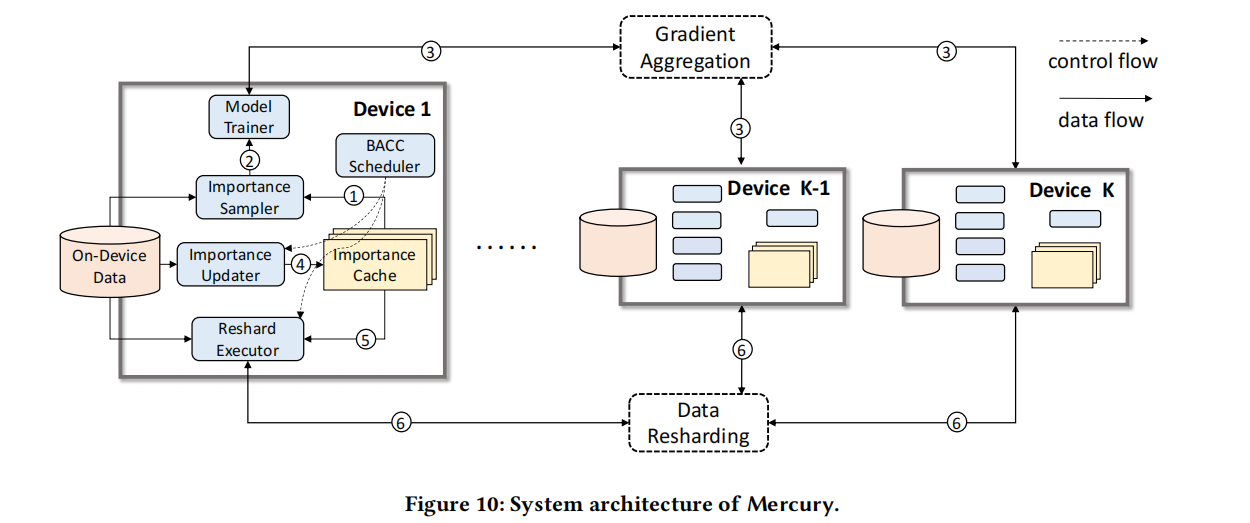 Gradient
Aggregation
3
3
control flow
data flow
Device 1
Model
Trainer
3
2
BACC
Scheduler
Importance
Sampler
1
Device K-1
Device K
On-Device
Data
Importance
Updater
4
Importance
Cache
......
Reshard
Executor
5
6
6
Data
Resharding
6
Figure 10: System architecture of Mercury.